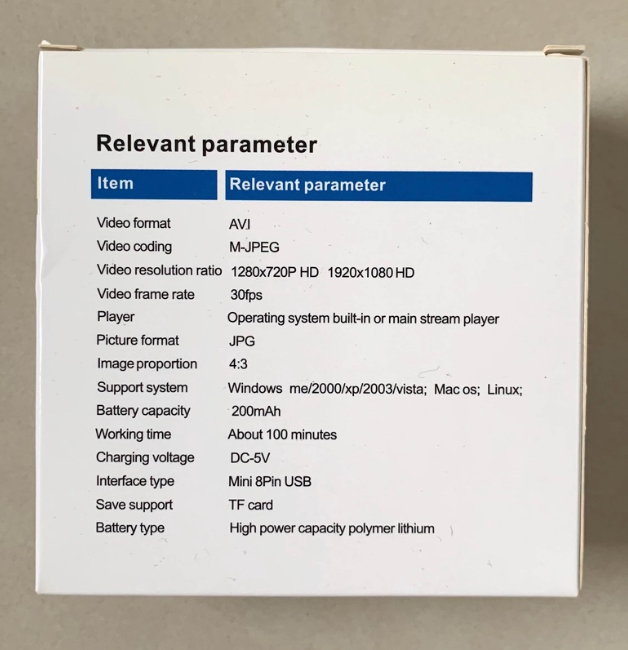 Relevant parameter
Item Relevant parameter
Video format AVI
Video coding M-JPEG
Video resolution ratio 1280x720P HD 1920x1080 HD
Video frame rate 30fps
Player Operating system built-in or main stream player
Picture format JPG
Image proportion 4:3
Support system Windows me/2000/xp/2003/vista; Mac os; Linux;
Battery capacity 200mAh
Working time About 100 minutes
Charging voltage DC-5V
Interface type Mini 8Pin USB
Save support TF card
Battery type High power capacity polymer lithium